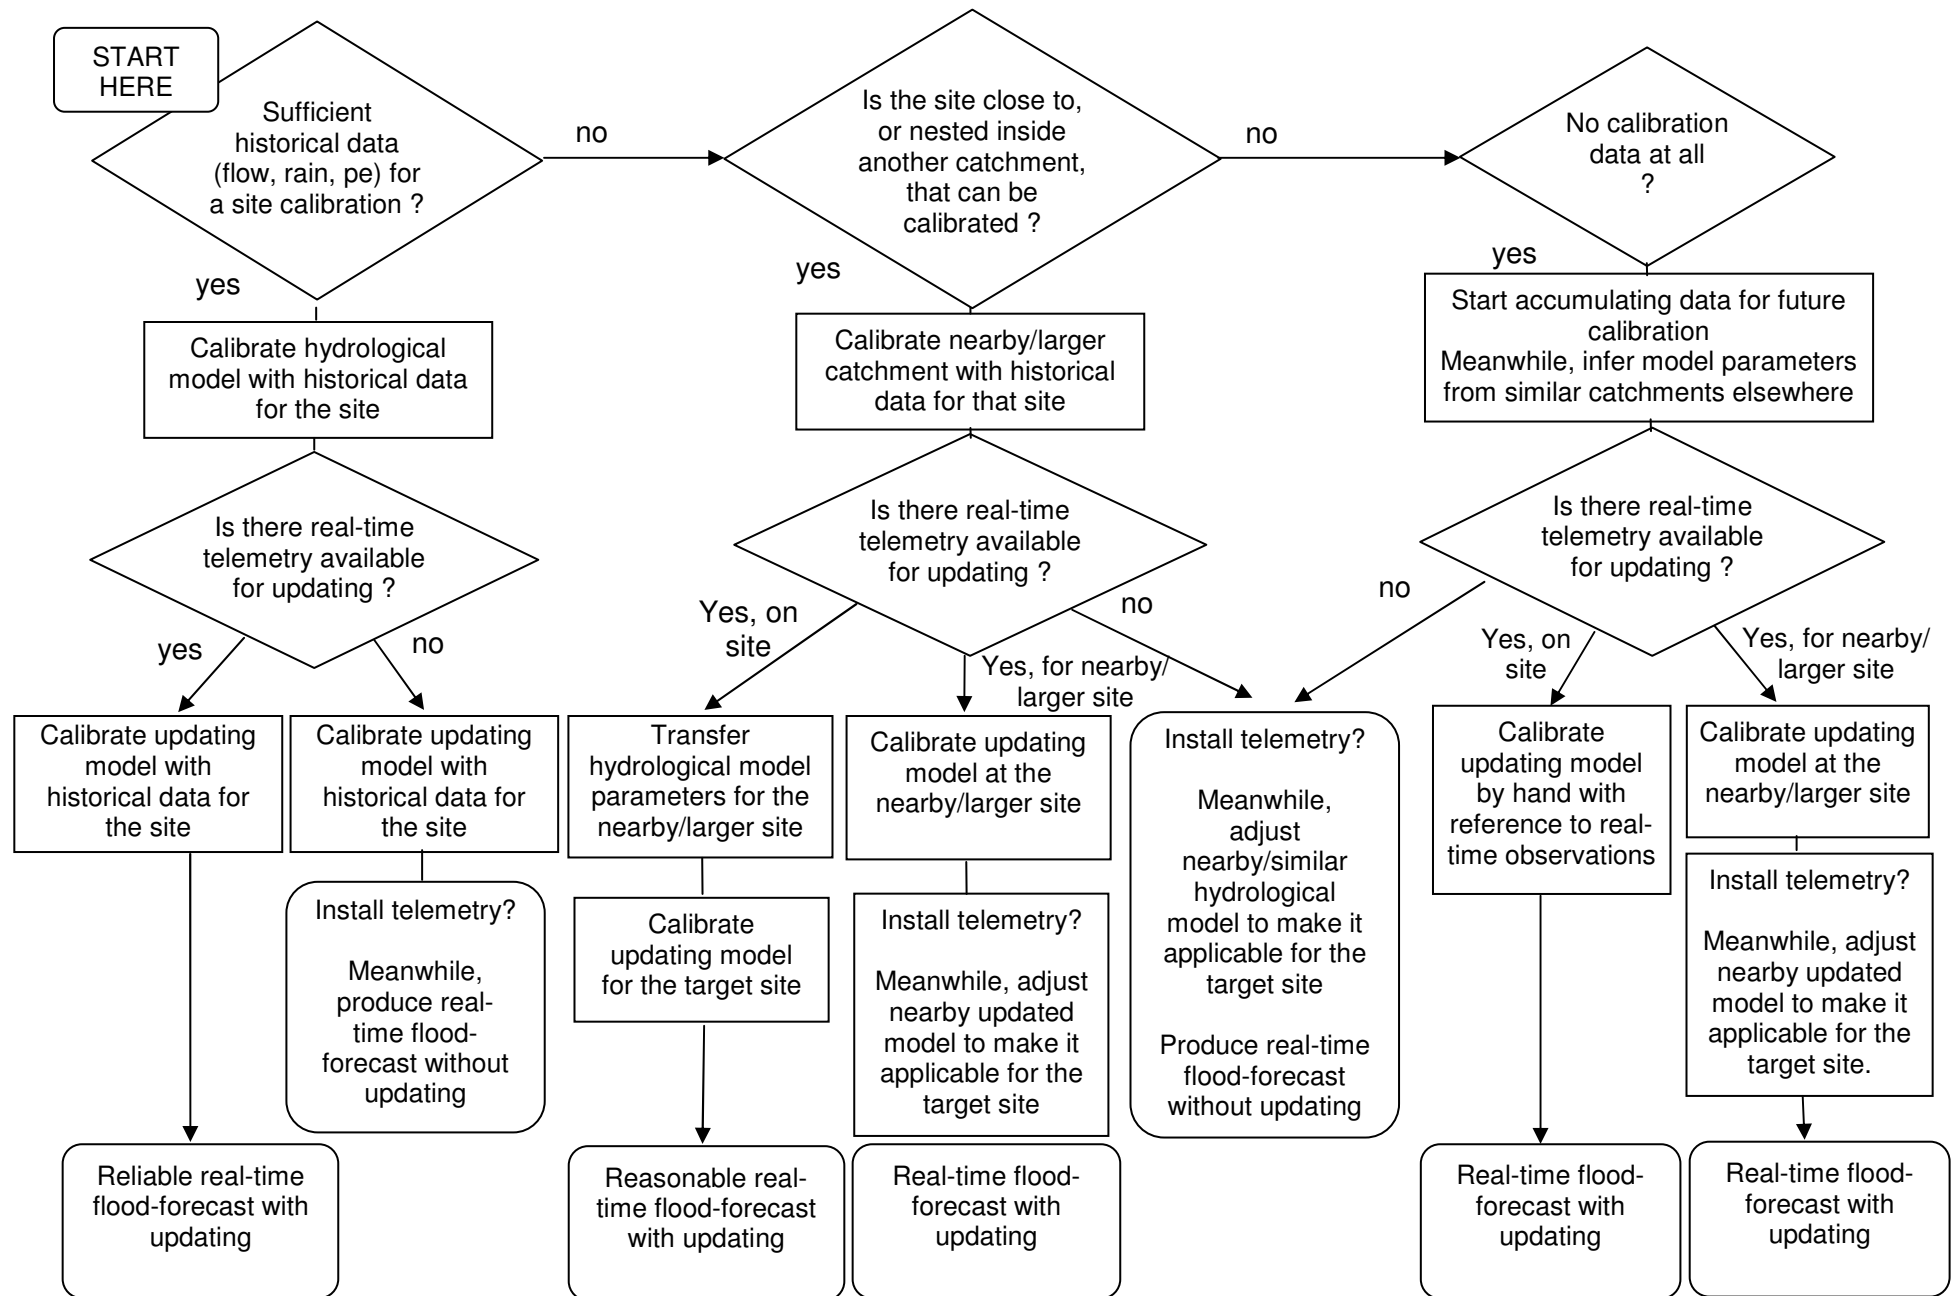 START
HERE
Sufficient
historical data
(flow, rain, pe) for
a site calibration ?
no
Is the site close to,
or nested inside
another catchment,
that can be
calibrated ?
no
No calibration
data at all
?
yes
yes
yes
Calibrate hydrological
model with historical data
for the site
Calibrate nearby/larger
catchment with historical
data for that site
Start accumulating data for future
calibration
Meanwhile, infer model parameters
from similar catchments elsewhere
Is there real-time
telemetry available
for updating ?
Is there real-time
telemetry available
for updating ?
Is there real-time
telemetry available
for updating ?
yes
no
Yes, on
site
Yes, for nearby/
larger site
no
no
Yes, on
site
Yes, for nearby/
larger site
Calibrate updating
model with
historical data for
the site
Calibrate updating
model with
historical data for
the site
Transfer
hydrological model
parameters for the
nearby/larger site
Calibrate updating
model at the
nearby/larger site
Install telemetry?
Meanwhile,
adjust
nearby/similar
hydrological
model to make it
applicable for the
target site
Produce real-time
flood-forecast
without updating
Calibrate
updating model
by hand with
reference to real-
time observations
Calibrate updating
model at the
nearby/larger site
Install telemetry?
Meanwhile,
produce real-
time flood-
forecast without
updating
Calibrate
updating model
for the target site
Install telemetry?
Meanwhile, adjust
nearby updated
model to make it
applicable for the
target site
Install telemetry?
Meanwhile, adjust
nearby updated
model to make it
applicable for the
target site.
Reliable real-time
flood-forecast with
updating
Reasonable real-
time flood-forecast
with updating
Real-time flood-
forecast with
updating
Real-time flood-
forecast with
updating
Real-time flood-
forecast with
updating